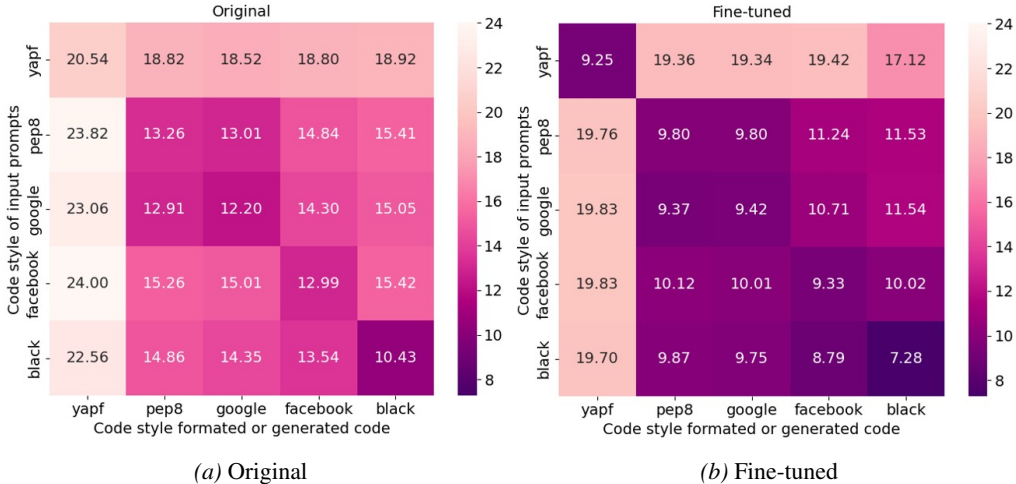 Original
Code style of input prompts
yapf 20.54 18.82 18.52 18.80 18.92
pep8 23.82 13.26 13.01 14.84 15.41
google 23.06 12.91 12.20 14.30 15.05
facebook 24.00 15.26 15.01 12.99 15.42
black 22.56 14.86 14.35 13.54 10.43
yapf pep8 google facebook black
Code style formated or generated code
24
22
20
18
16
14
12
10
8
(a) Original
Fine-tuned
Code style of input prompts
yapf 9.25 19.36 19.34 19.42 17.12
pep8 19.76 9.80 9.80 11.24 11.53
google 19.83 9.37 9.42 10.71 11.54
facebook 19.83 10.12 10.01 9.33 10.02
black 19.70 9.87 9.75 8.79 7.28
yapf pep8 google facebook black
Code style formated or generated code
24
22
20
18
16
14
12
10
8
(b) Fine-tuned